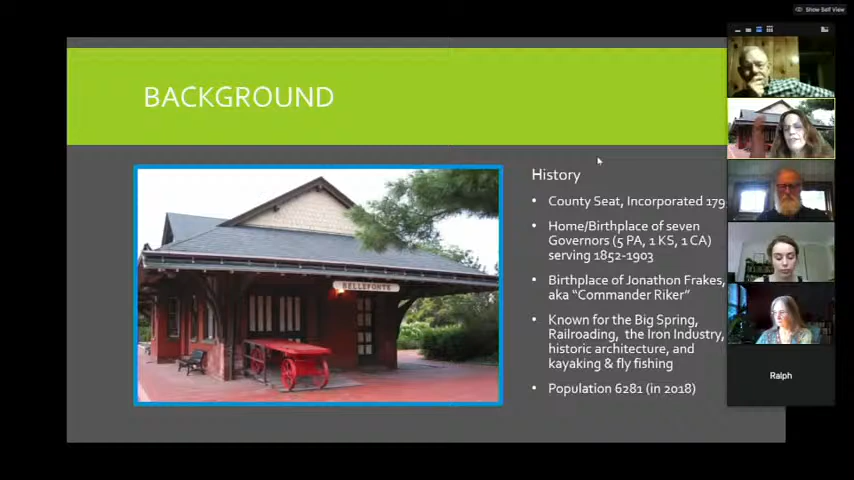 Show Self View
BACKGROUND
BELLEFONTE
History
• County Seat, Incorporated 179
• Home/Birthplace of seven
Governors (5 PA, 1 KS, 1 CA)
serving 1852-1903
• Birthplace of Jonathon Frakes,
aka “Commander Riker”
• Known for the Big Spring,
Railroading, the Iron Industry,
historic architecture, and
kayaking & fly fishing
• Population 6281 (in 2018)
Ralph